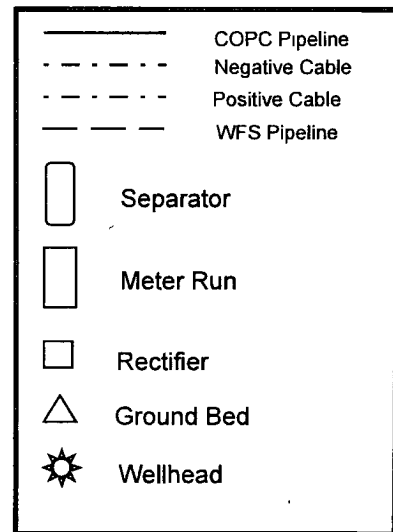 COPC Pipeline
Negative Cable
Positive Cable
WFS Pipeline
Separator
Meter Run
Rectifier
Ground Bed
Wellhead